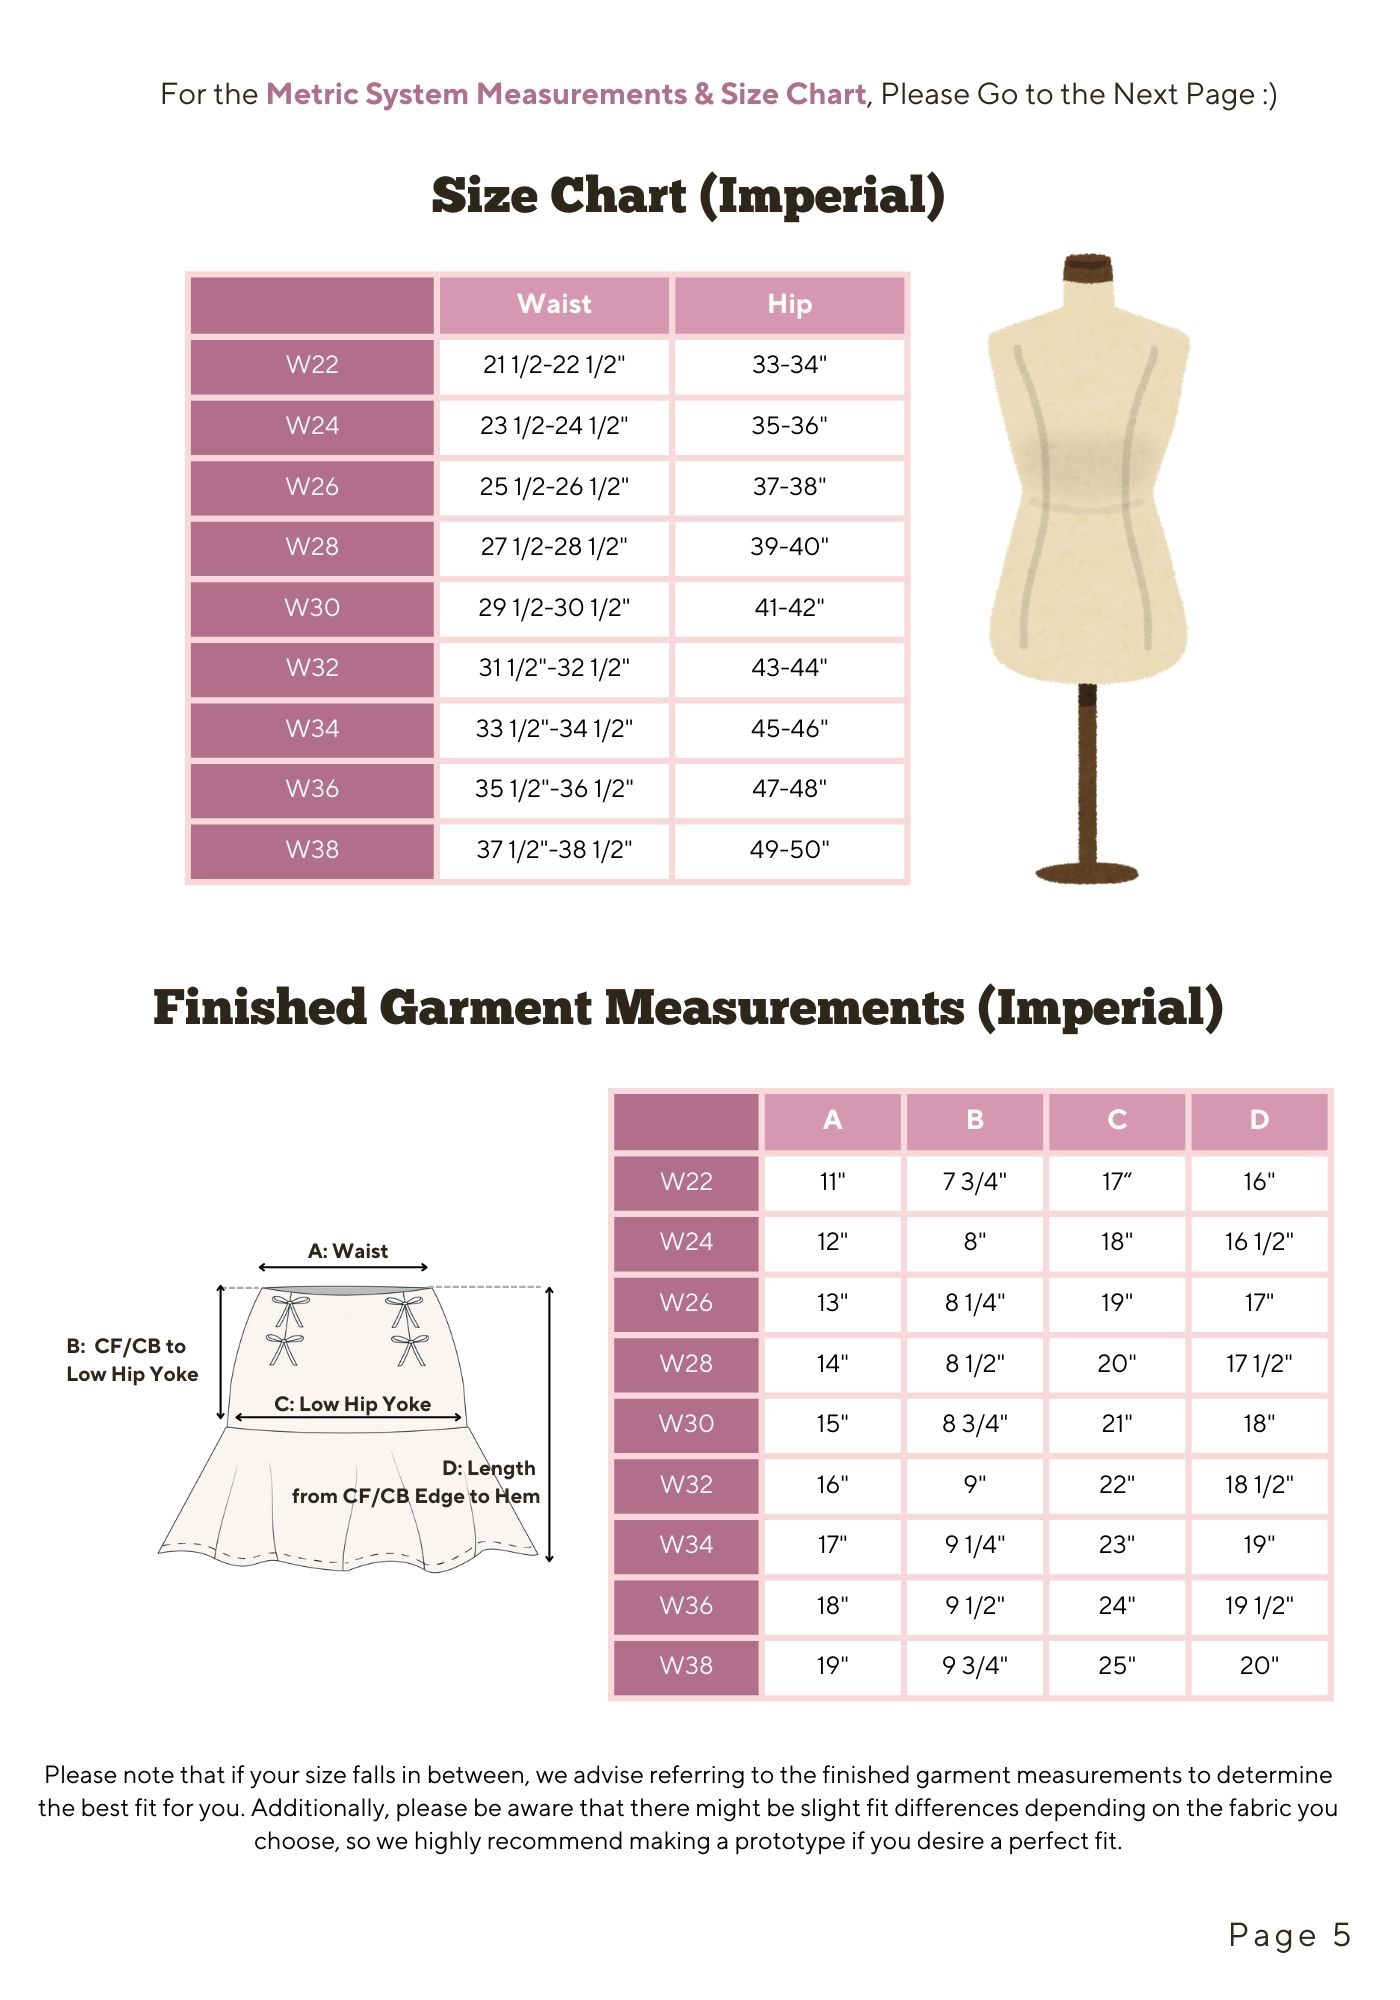 For the Metric System Measurements & Size Chart, Please Go to the Next Page :)
Size Chart (Imperial)
Waist Hip
W22 21 1/2-22 1/2" 33-34"
W24 23 1/2-24 1/2" 35-36"
W26 25 1/2-26 1/2" 37-38"
W28 27 1/2-28 1/2" 39-40"
W30 29 1/2-30 1/2" 41-42"
W32 31 1/2"-32 1/2" 43-44"
W34 33 1/2"-34 1/2" 45-46"
W36 35 1/2"-36 1/2" 47-48"
W38 37 1/2"-38 1/2" 49-50"
Finished Garment Measurements (Imperial)
A: Waist
B: CF/CB to
Low Hip Yoke
C: Low Hip Yoke
D: Length
from CF/CB Edge to Hem
A B C D
W22 11" 7 3/4" 17“ 16"
W24 12" 8" 18" 16 1/2"
W26 13" 8 1/4" 19" 17"
W28 14" 8 1/2" 20" 17 1/2"
W30 15" 8 3/4" 21" 18"
W32 16" 9" 22" 18 1/2"
W34 17" 9 1/4" 23" 19"
W36 18" 9 1/2" 24" 19 1/2"
W38 19" 9 3/4" 25" 20"
Please note that if your size falls in between, we advise referring to the finished garment measurements to determine
the best fit for you. Additionally, please be aware that there might be slight fit differences depending on the fabric you
choose, so we highly recommend making a prototype if you desire a perfect fit.
Page 5